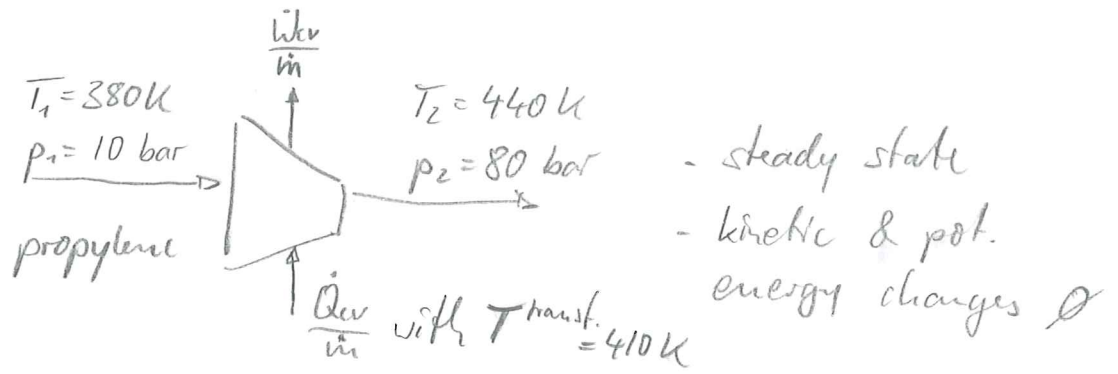 Ẇcv
ṁ
T₁ = 380K
p₁ = 10 bar
propylene
T₂ = 440K
p₂ = 80 bar
Q̇cv
ṁ
with T transf. = 410K
- steady state
- kinetic & pot.
energy changes ∅